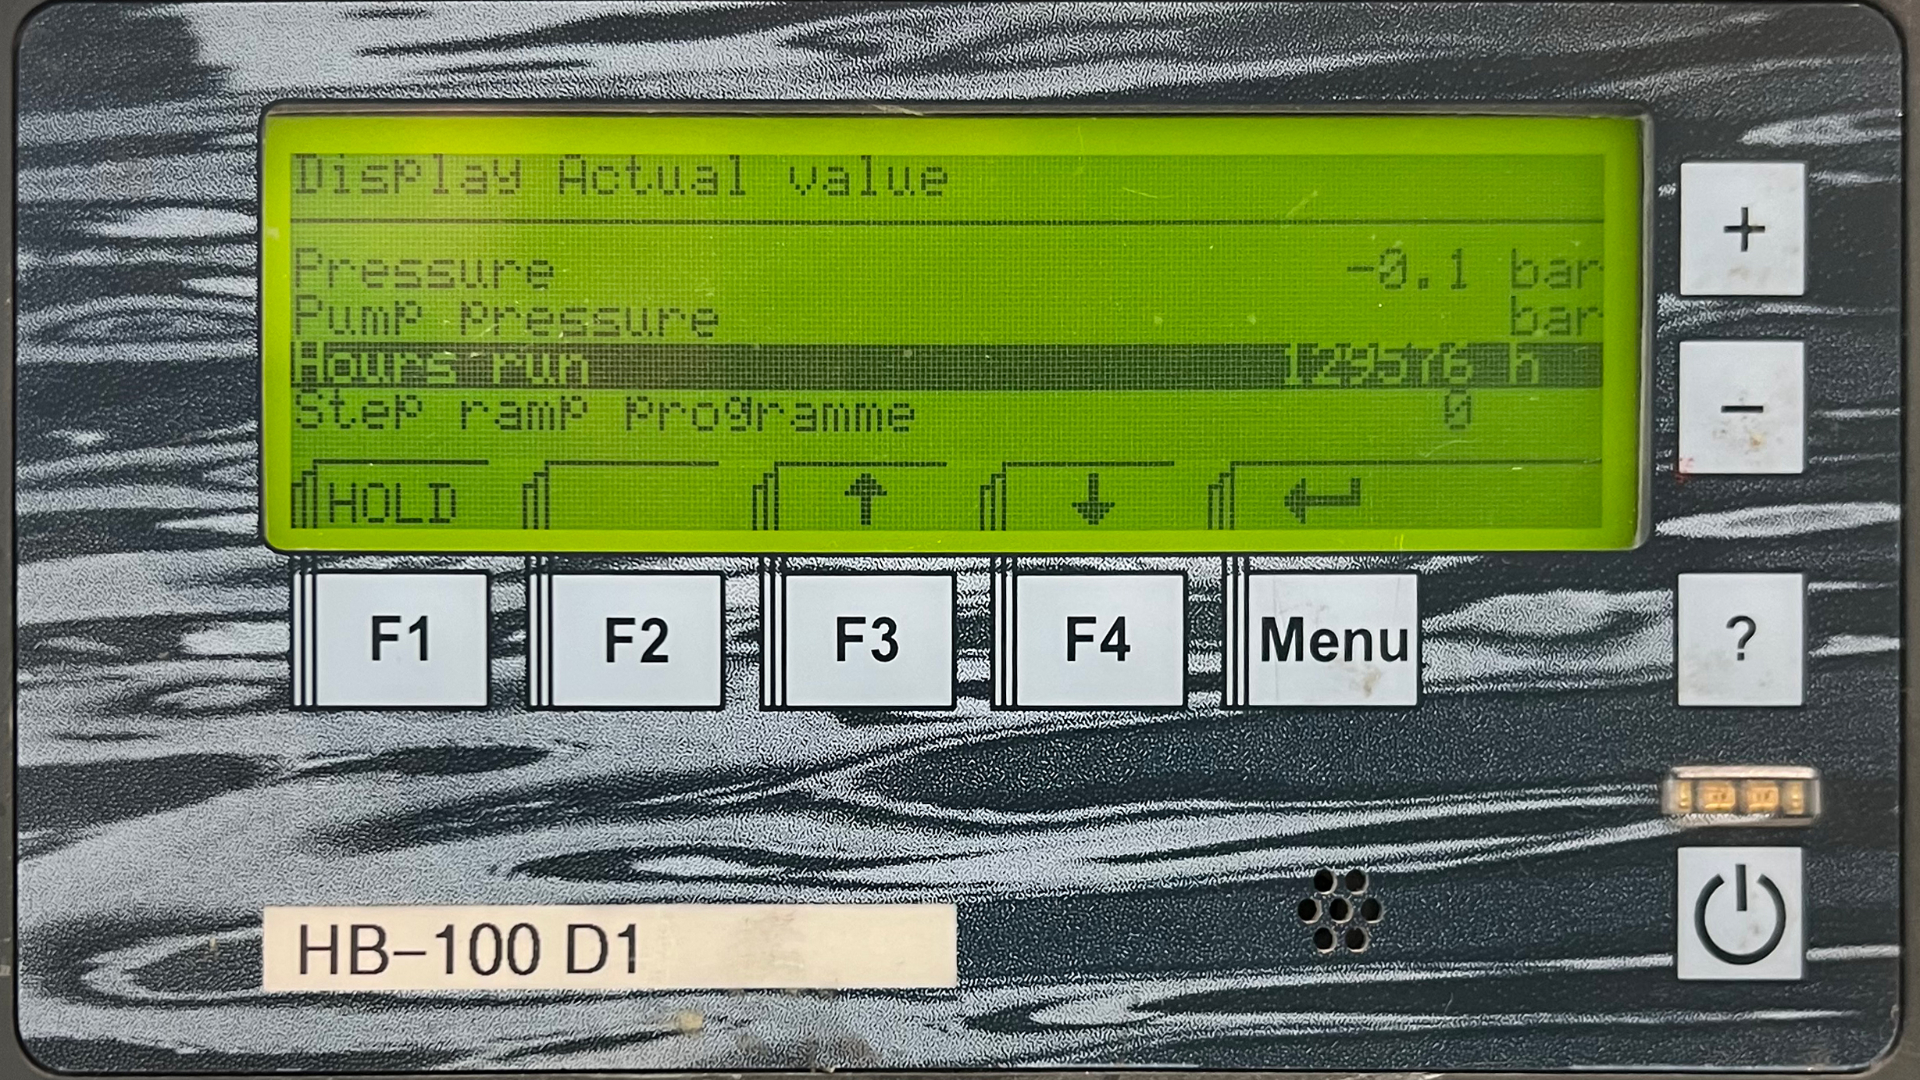 Display Actual value
Pressure -0.1 bar
Pump pressure bar
Hours run 129576 h
Step ramp programme 0
HOLD ↑ ↓ ↵
F1 F2 F3 F4 Menu
+
-
?
HB-100 D1